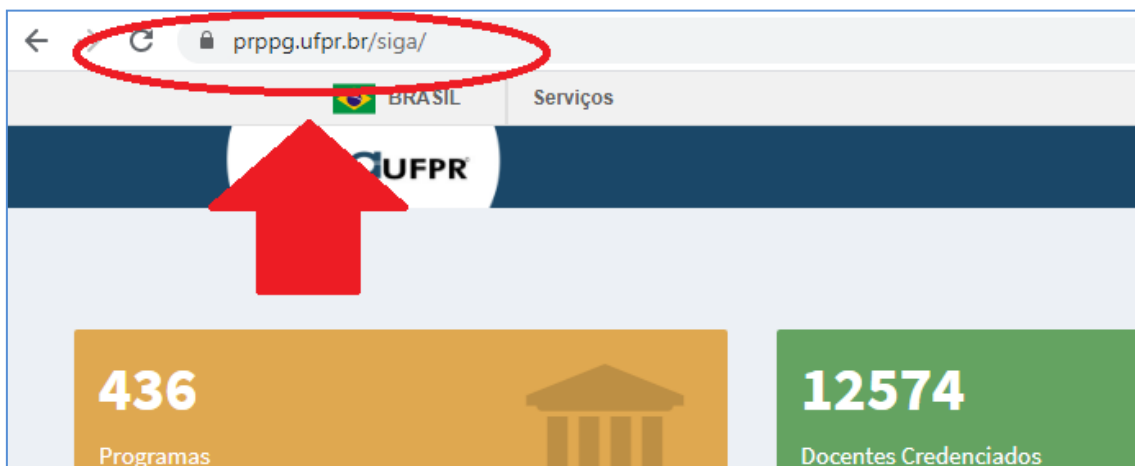 prppg.ufpr.br/siga/
BRASIL
Serviços
UFPR
436
Programas
12574
Docentes Credenciados